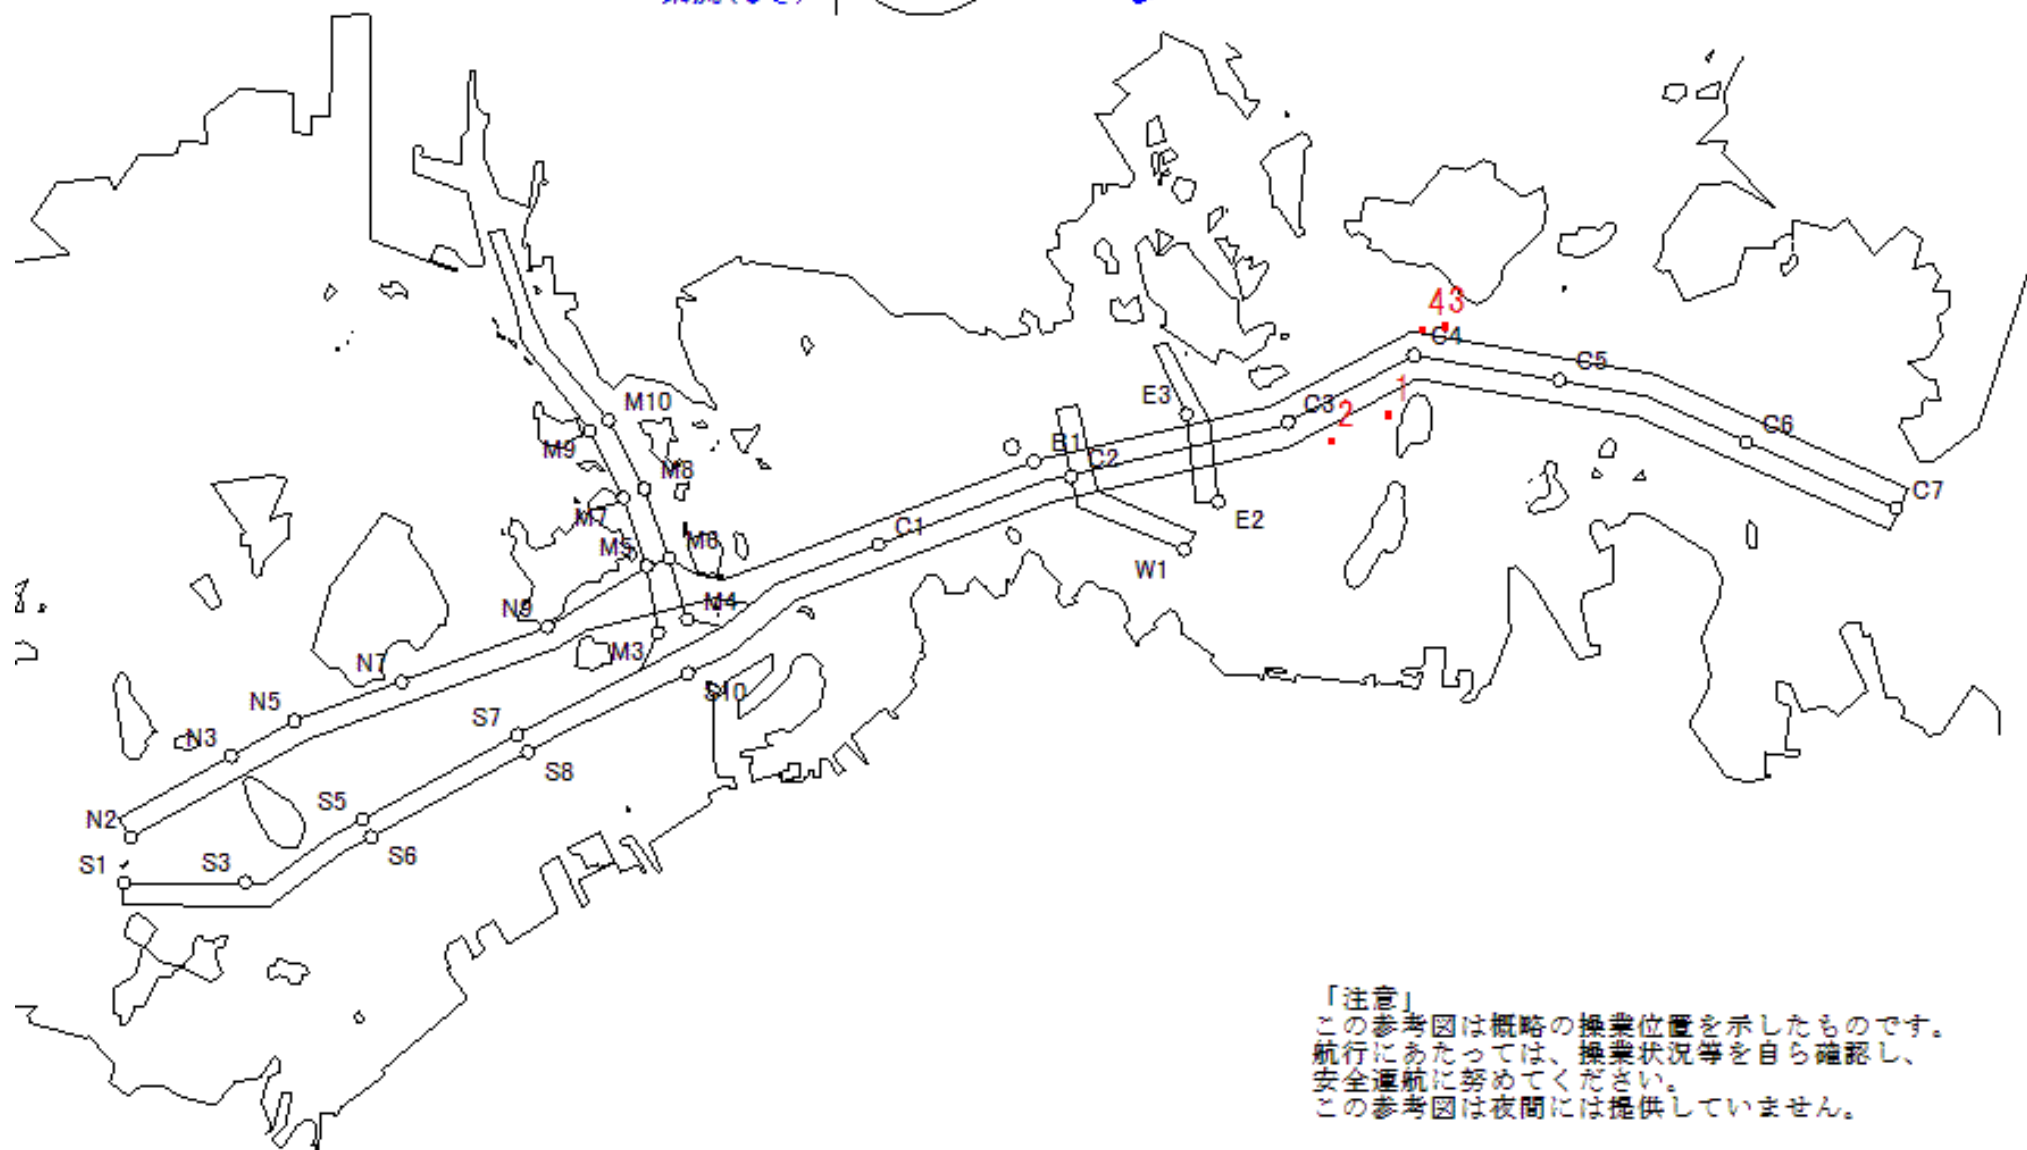 43
C4
C5
1
E3
2
C3
M10
B1
C6
M9
M8
C2
C7
M7
E2
C1
M5
M6
W1
N9
M4
M3
N7
S10
N5
S7
N3
S8
S5
N2
S6
S1
S3
「注意」
この参考図は概略の操業位置を示したものです。
航行にあたっては、操業状況等を自ら確認し、
安全運航に努めてください。
この参考図は夜間には提供していません。